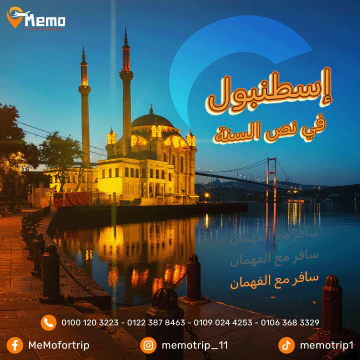 Memo
إسطنبول
في نص السنة
سافر مع الفهمان
سافر مع الفهمان
سافر مع الفهمان
0100 120 3223 - 0122 387 8463 - 0109 024 4253 - 0106 368 3329
MeMofortrip
memotrip_11
memotrip1